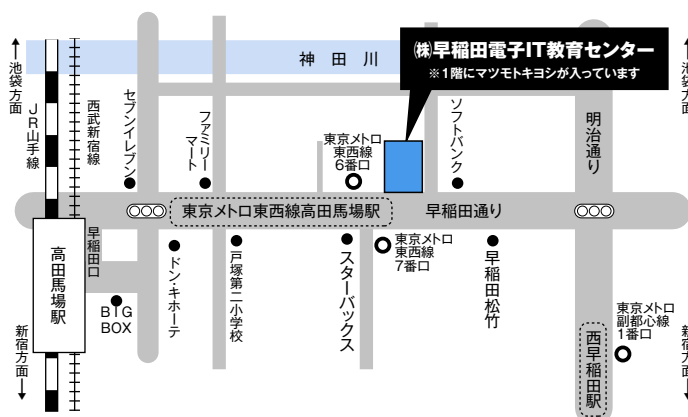 ↑池袋方面
JR山手線
西武新宿線
神田川
㈱早稲田電子IT教育センター
※1階にマツモトキヨシが入っています
↑池袋方面
セブンイレブン
ファミリー
マート
東京メトロ
東西線
6番口
ソフトバンク
明治通り
東京メトロ東西線高田馬場駅
早稲田通り
早稲田口
高田馬場駅
BIG
BOX
ドン・キホーテ
戸塚第二小学校
スターバックス
東京メトロ
東西線
7番口
早稲田松竹
東京メトロ
副都心線
1番口
西早稲田駅
新宿方面→
新宿方面→